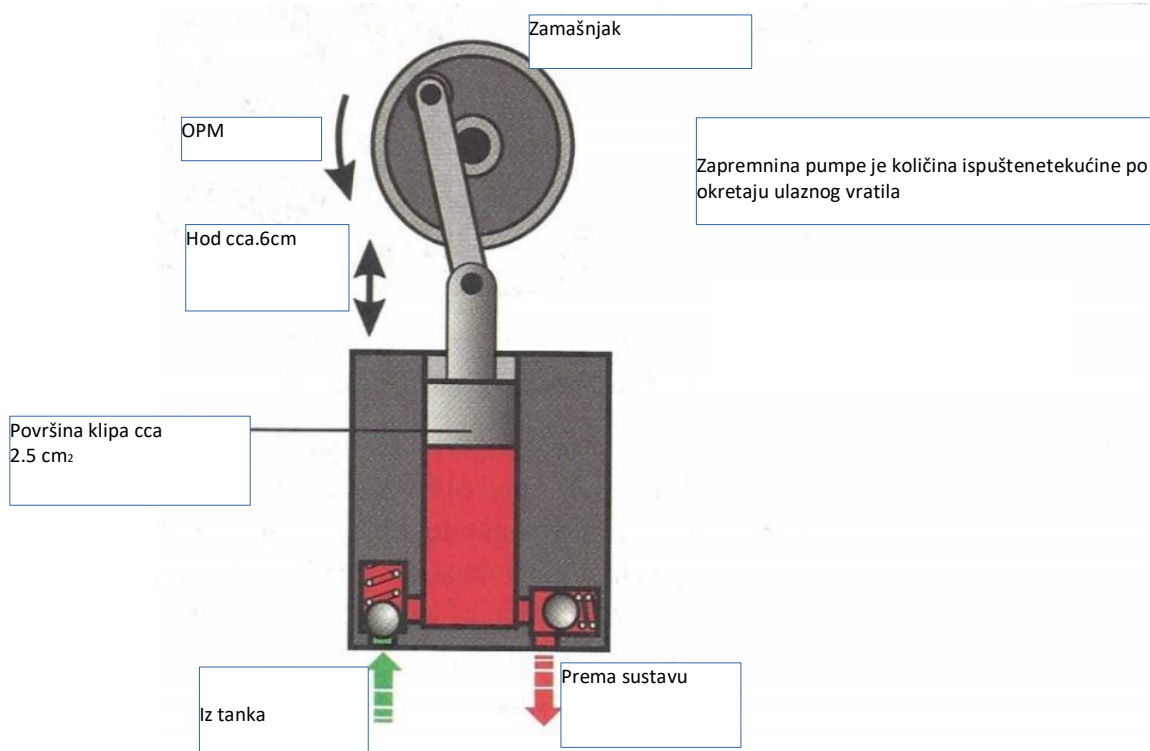 Zamašnjak
OPM
Zapremnina pumpe je količina ispuštenetekućine po
okretaju ulaznog vratila
Hod cca.6cm
Površina klipa cca
2.5 cm₂
Prema sustavu
Iz tanka